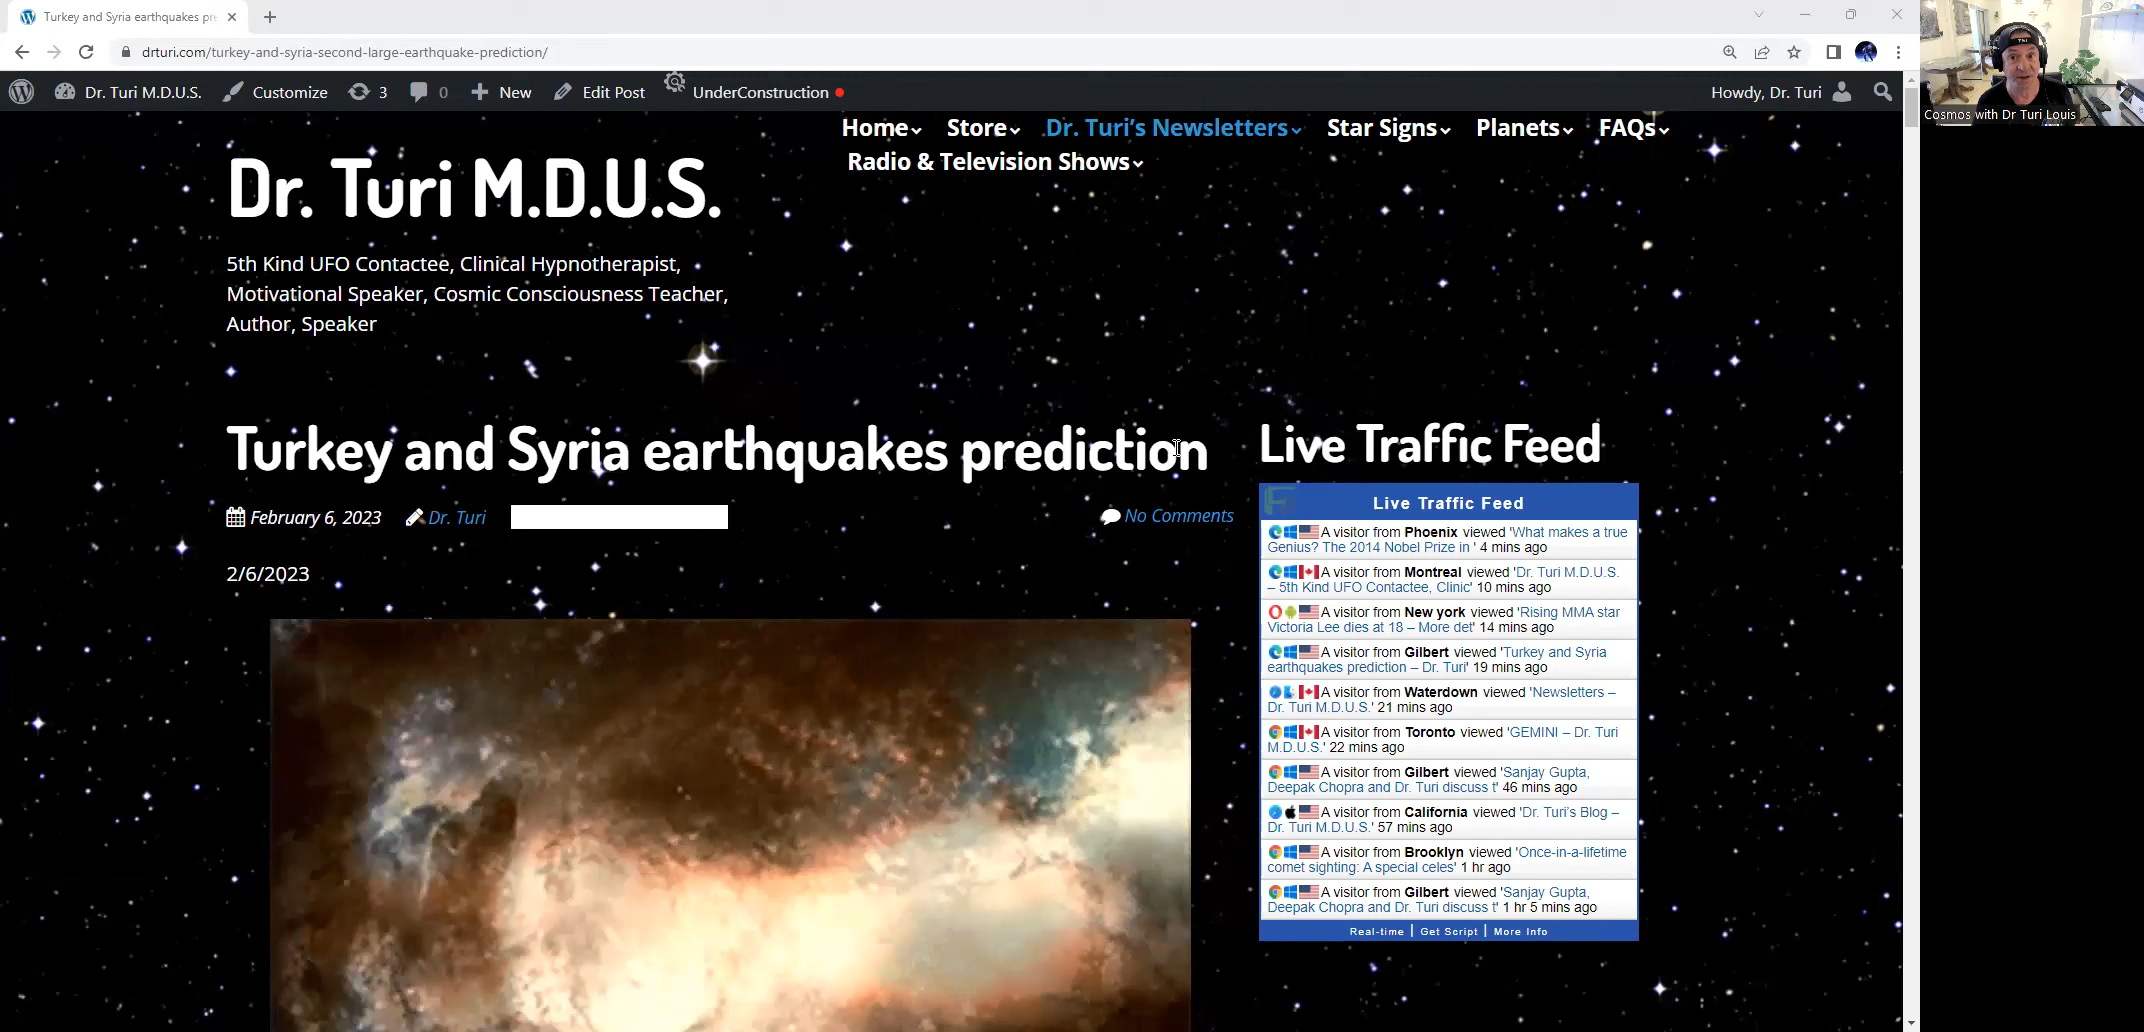 Turkey and Syria earthquakes pre
drturi.com/turkey-and-syria-second-large-earthquake-prediction/
Dr. Turi M.D.U.S.
Customize
3
0
New
Edit Post
UnderConstruction
Howdy, Dr. Turi
Cosmos with Dr Turi Louis
Home
Store
Dr. Turi's Newsletters
Star Signs
Planets
FAQs
Radio & Television Shows
Dr. Turi M.D.U.S.
5th Kind UFO Contactee, Clinical Hypnotherapist,
Motivational Speaker, Cosmic Consciousness Teacher,
Author, Speaker
Turkey and Syria earthquakes prediction
February 6, 2023
Dr. Turi
No Comments
2/6/2023
Live Traffic Feed
Live Traffic Feed
A visitor from Phoenix viewed 'What makes a true
Genius? The 2014 Nobel Prize in ' 4 mins ago
A visitor from Montreal viewed 'Dr. Turi M.D.U.S.
– 5th Kind UFO Contactee, Clinic' 10 mins ago
A visitor from New york viewed 'Rising MMA star
Victoria Lee dies at 18 – More det' 14 mins ago
A visitor from Gilbert viewed 'Turkey and Syria
earthquakes prediction – Dr. Turi' 19 mins ago
A visitor from Waterdown viewed 'Newsletters –
Dr. Turi M.D.U.S.' 21 mins ago
A visitor from Toronto viewed 'GEMINI – Dr. Turi
M.D.U.S.' 22 mins ago
A visitor from Gilbert viewed 'Sanjay Gupta,
Deepak Chopra and Dr. Turi discuss t' 46 mins ago
A visitor from California viewed 'Dr. Turi's Blog –
Dr. Turi M.D.U.S.' 57 mins ago
A visitor from Brooklyn viewed 'Once-in-a-lifetime
comet sighting: A special celes' 1 hr ago
A visitor from Gilbert viewed 'Sanjay Gupta,
Deepak Chopra and Dr. Turi discuss t' 1 hr 5 mins ago
Real-time | Get Script | More Info